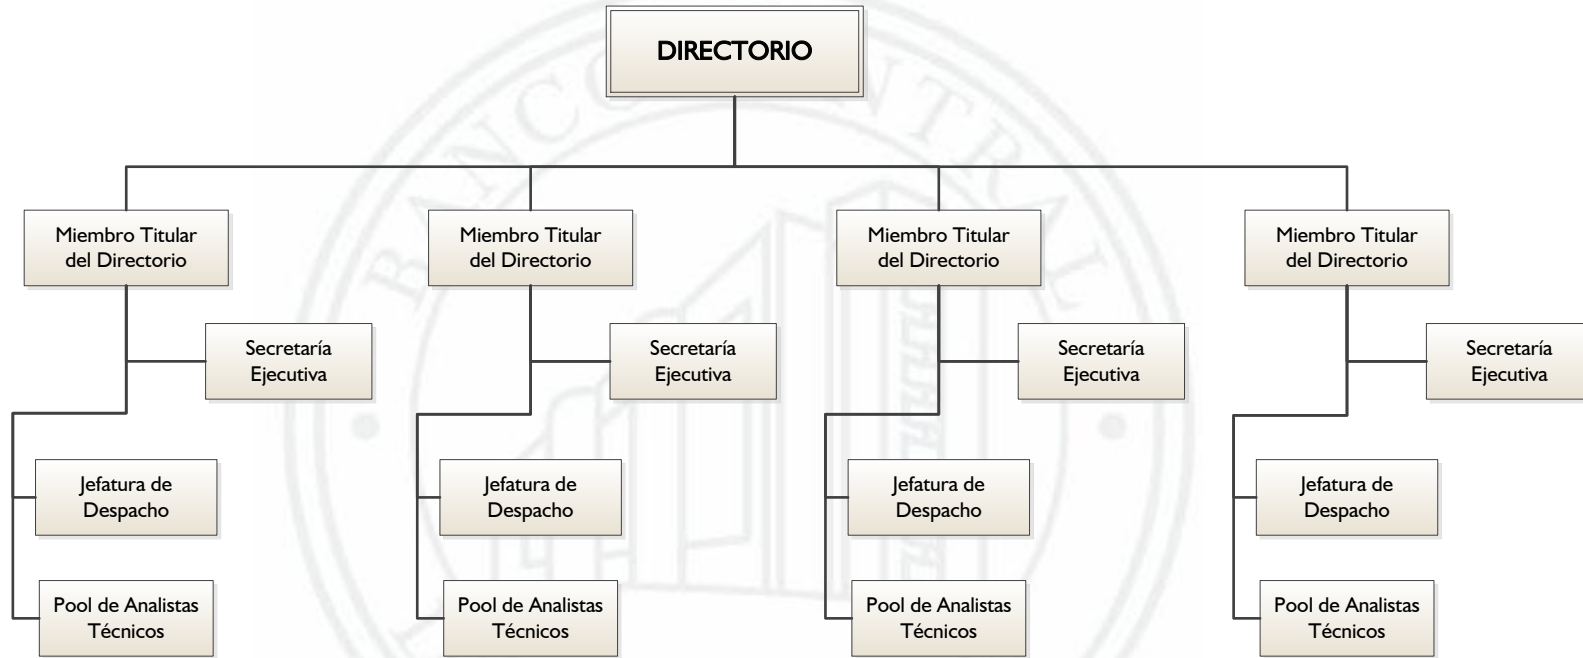 DIRECTORIO
Miembro Titular
del Directorio
Miembro Titular
del Directorio
Miembro Titular
del Directorio
Miembro Titular
del Directorio
Secretaría
Ejecutiva
Secretaría
Ejecutiva
Secretaría
Ejecutiva
Secretaría
Ejecutiva
Jefatura de
Despacho
Jefatura de
Despacho
Jefatura de
Despacho
Jefatura de
Despacho
Pool de Analistas
Técnicos
Pool de Analistas
Técnicos
Pool de Analistas
Técnicos
Pool de Analistas
Técnicos
BANCO CENTRAL